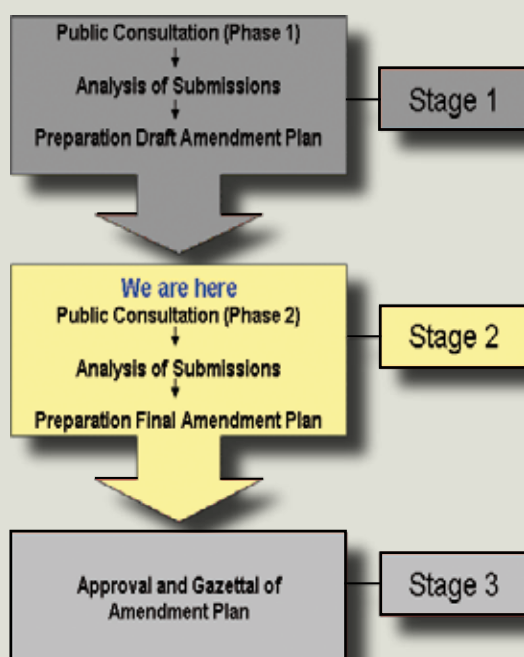 Public Consultation (Phase 1)
Analysis of Submissions
Preparation Draft Amendment Plan
Stage 1
We are here
Public Consultation (Phase 2)
Analysis of Submissions
Preparation Final Amendment Plan
Stage 2
Approval and Gazettal of
Amendment Plan
Stage 3